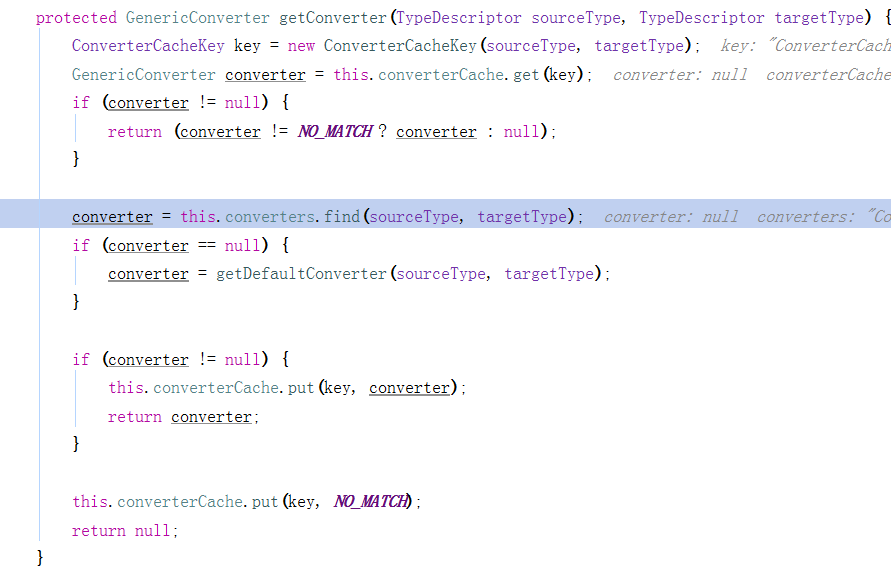 protected GenericConverter getConverter(TypeDescriptor sourceType, TypeDescriptor targetType) {
ConverterCacheKey key = new ConverterCacheKey(sourceType, targetType);  key: "ConverterCach
GenericConverter converter = this.converterCache.get(key);  converter: null  converterCache
if (converter != null) {
return (converter != NO_MATCH ? converter : null);
}
converter = this.converters.find(sourceType, targetType);  converter: null  converters: "Co
if (converter == null) {
converter = getDefaultConverter(sourceType, targetType);
}
if (converter != null) {
this.converterCache.put(key, converter);
return converter;
}
this.converterCache.put(key, NO_MATCH);
return null;
}